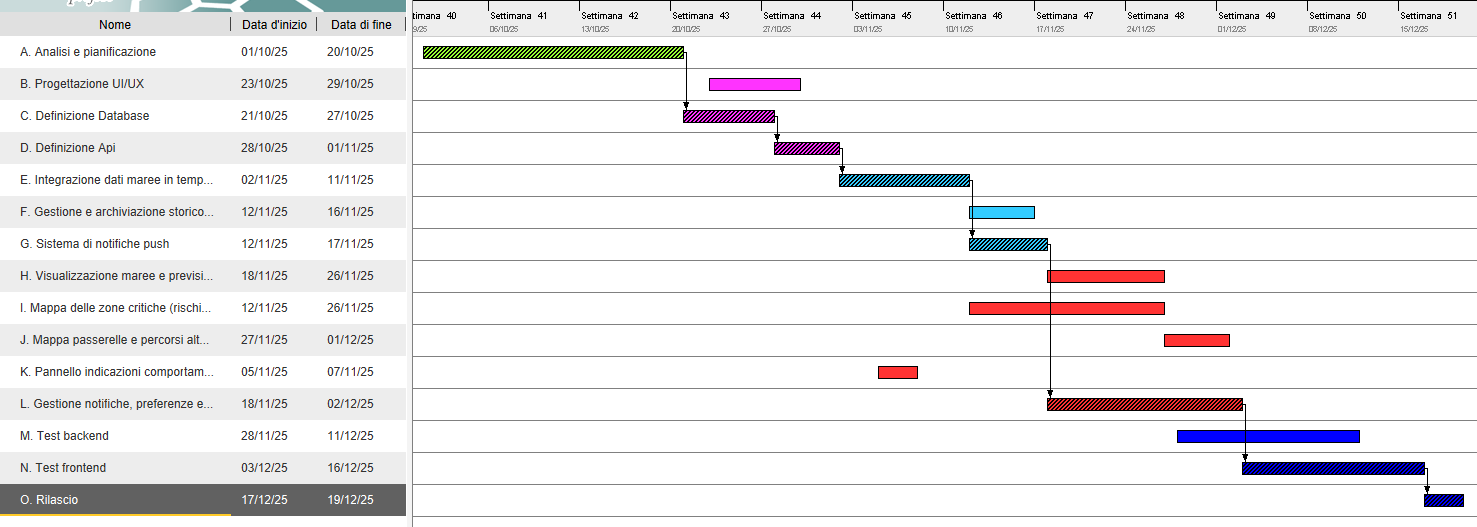 project
timana 40
Settimana 41
Settimana 42
Settimana 43
Settimana 44
Settimana 45
Settimana 46
Settimana 47
Settimana 48
Settimana 49
Settimana 50
Settimana 51
Nome Data d'inizio Data di fine
9/25 06/10/25 13/10/25 20/10/25 27/10/25 03/11/25 10/11/25 17/11/25 24/11/25 01/12/25 08/12/25 15/12/25
A. Analisi e pianificazione 01/10/25 20/10/25
B. Progettazione UI/UX 23/10/25 29/10/25
C. Definizione Database 21/10/25 27/10/25
D. Definizione Api 28/10/25 01/11/25
E. Integrazione dati maree in temp... 02/11/25 11/11/25
F. Gestione e archiviazione storico... 12/11/25 16/11/25
G. Sistema di notifiche push 12/11/25 17/11/25
H. Visualizzazione maree e previsi... 18/11/25 26/11/25
I. Mappa delle zone critiche (rischi... 12/11/25 26/11/25
J. Mappa passerelle e percorsi alt... 27/11/25 01/12/25
K. Pannello indicazioni comportam... 05/11/25 07/11/25
L. Gestione notifiche, preferenze e... 18/11/25 02/12/25
M. Test backend 28/11/25 11/12/25
N. Test frontend 03/12/25 16/12/25
O. Rilascio 17/12/25 19/12/25